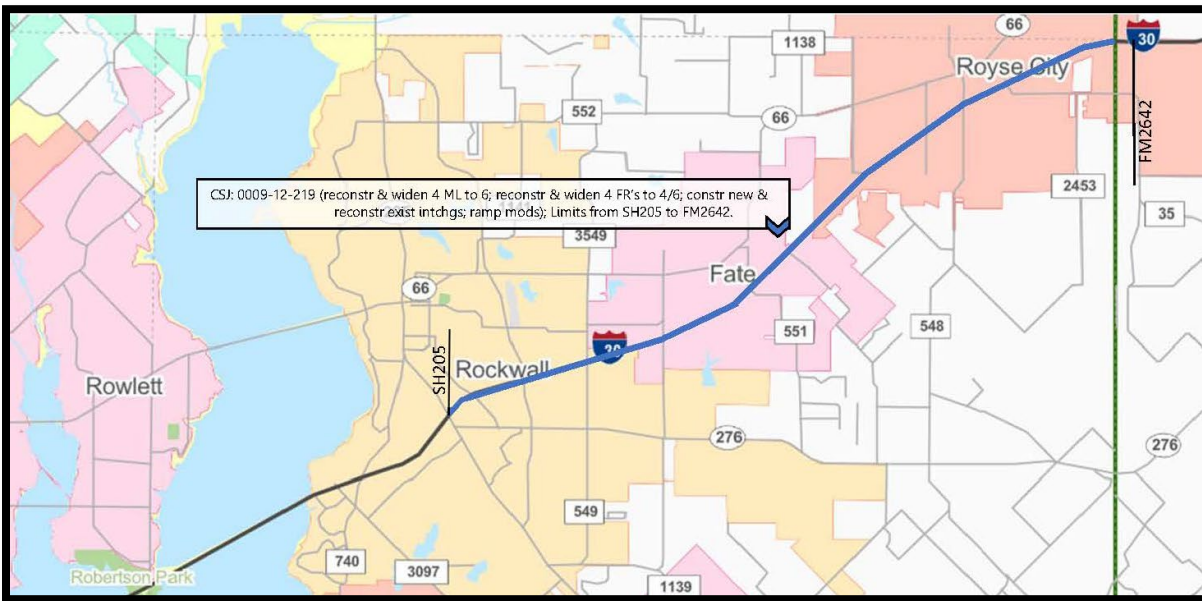 66
30
1138
Royse City
552
66
FM2642
2453
CSJ: 0009-12-219 (reconstr & widen 4 ML to 6; reconstr & widen 4 FR's to 4/6; constr new &
reconstr exist intchgs; ramp mods); Limits from SH205 to FM2642.
35
3549
Fate
66
551
548
SH205
Rockwall
Rowlett
276
276
549
740
3097
Robertson Park
1139